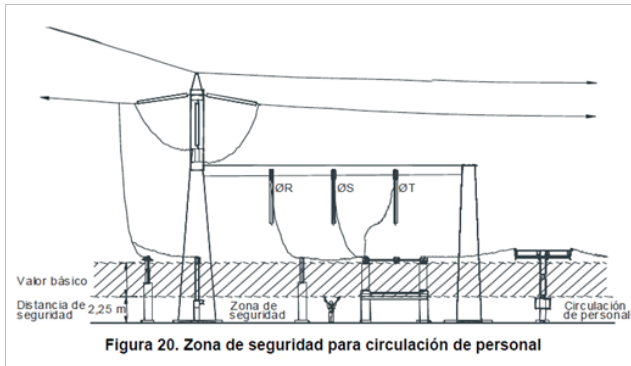 ØR
ØS
ØT
Valor básico
Distancia de
seguridad
2,25 m
Zona de
seguridad
Circulación
de personal
Figura 20. Zona de seguridad para circulación de personal